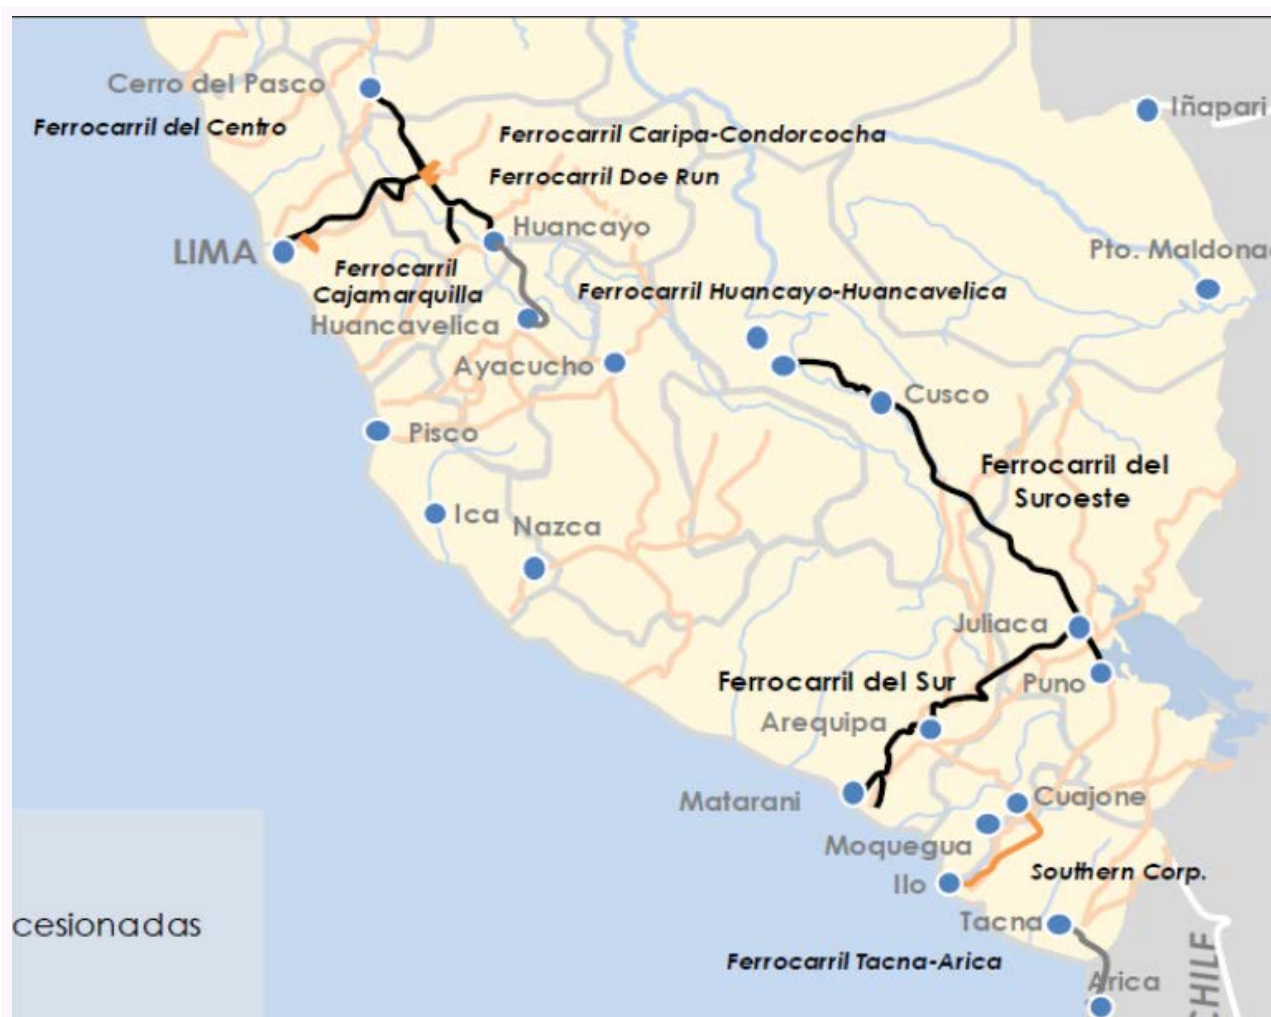 Cerro del Pasco
Iñapari
Ferrocarril del Centro
Ferrocarril Caripa-Condorcocha
Ferrocarril Doe Run
Huancayo
LIMA
Pto. Maldona
Ferrocarril
Cajamarquilla
Ferrocarril Huancayo-Huancavelica
Huancavelica
Ayacucho
Cusco
Pisco
Ferrocarril del
Suroeste
Ica
Nazca
Juliaca
Ferrocarril del Sur
Puno
Arequipa
Matarani
Cuajone
Moquegua
Southern Corp.
Ilo
cesionadas
Tacna
Ferrocarril Tacna-Arica
Arica
CHILE